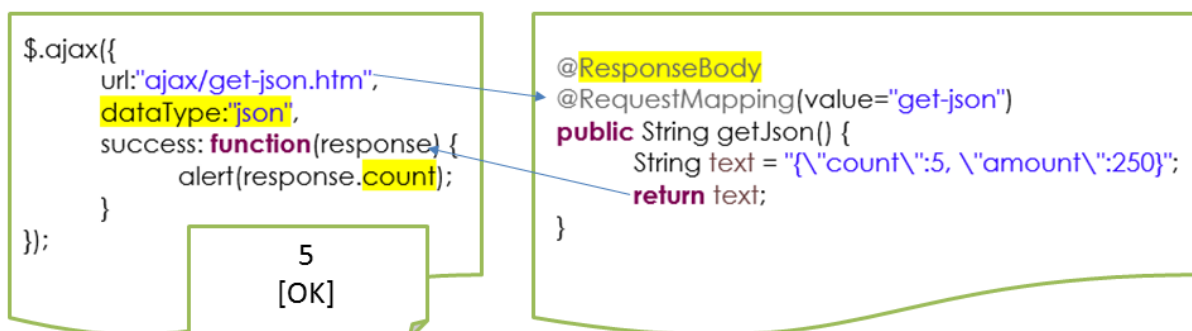 $.ajax({
url:"ajax/get-json.htm",
dataType:"json",
success: function(response) {
alert(response.count);
}
});
5
[OK]
@ResponseBody
@RequestMapping(value="get-json")
public String getJson() {
String text = "{\"count\":5, \"amount\":250}";
return text;
}